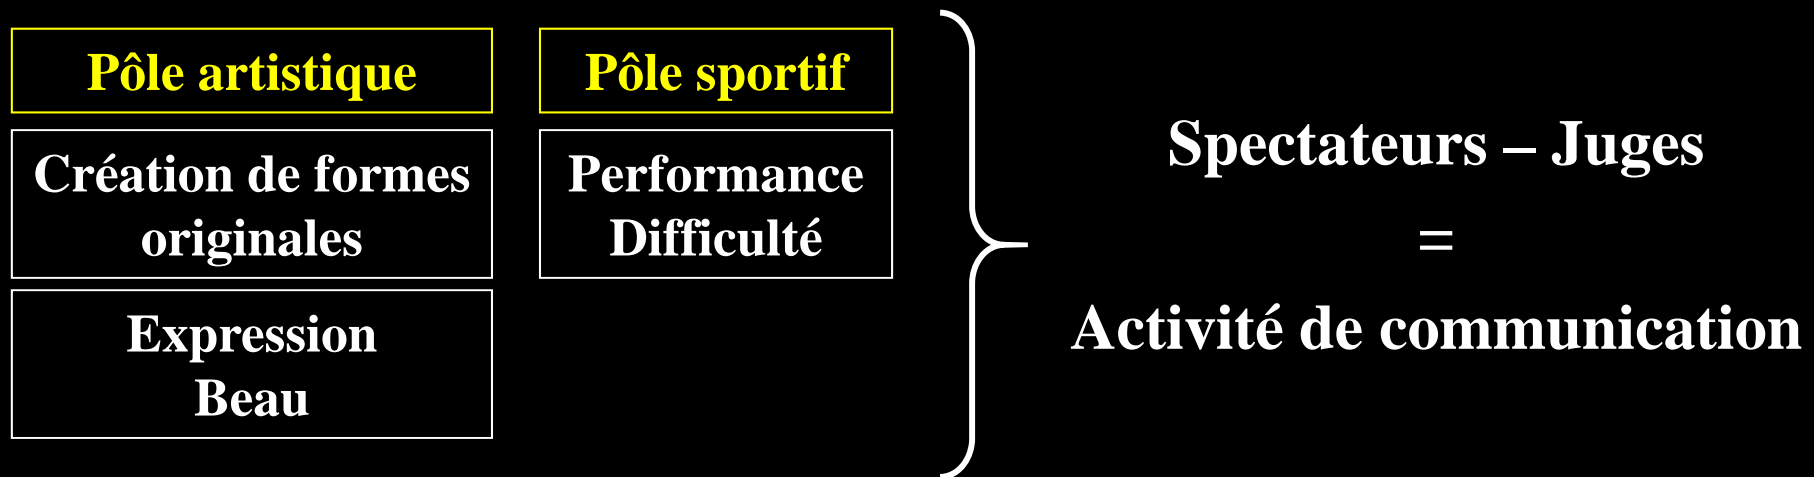 Pôle artistique
Création de formes
originales
Expression
Beau
Pôle sportif
Performance
Difficulté
Spectateurs – Juges
=
Activité de communication